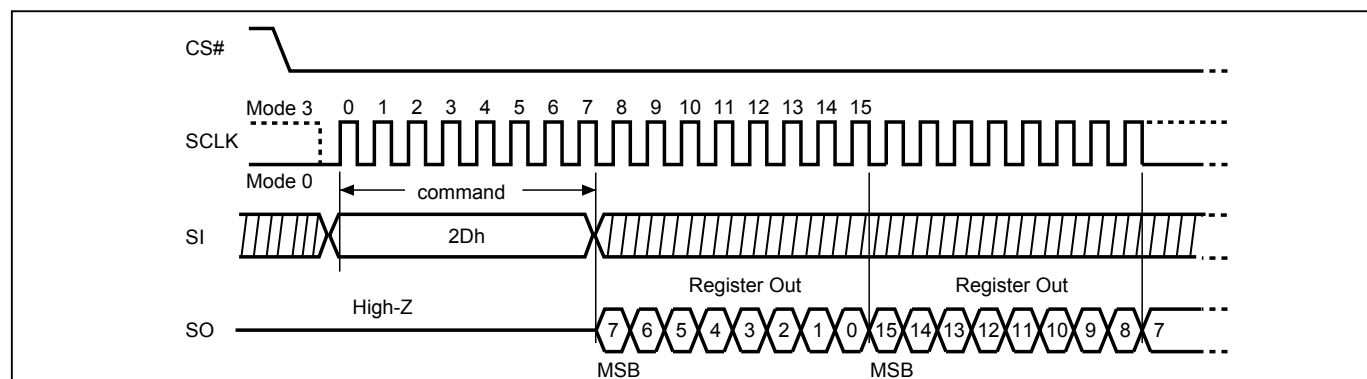 CS#
Mode 3
0 1 2 3 4 5 6 7 8 9 10 11 12 13 14 15
SCLK
Mode 0
command
SI
2Dh
Register Out Register Out
High-Z
SO
7 6 5 4 3 2 1 0 15 14 13 12 11 10 9 8 7
MSB MSB